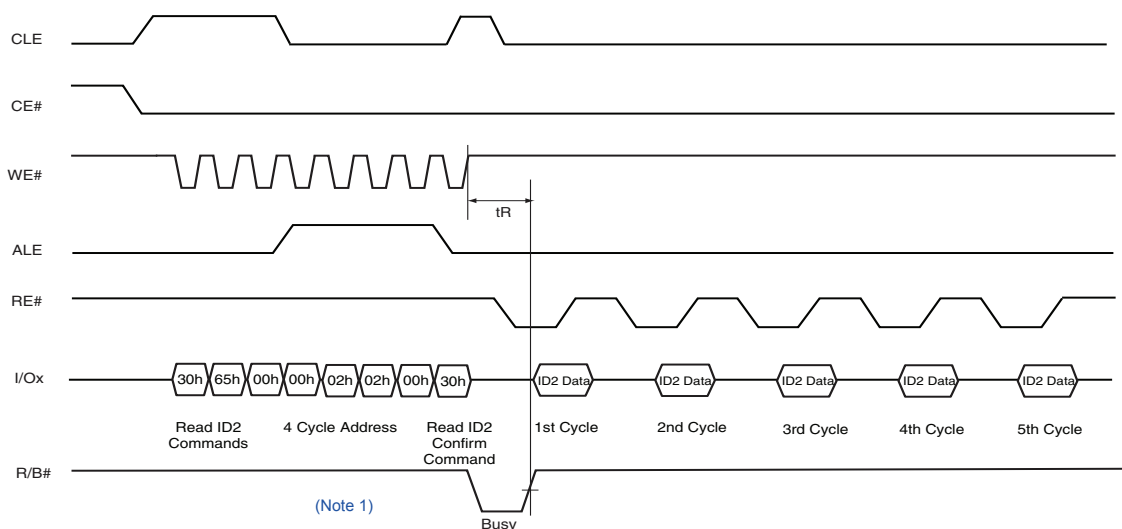 CLE
CE#
WE#
tR
ALE
RE#
I/Ox
30h 65h 00h 00h 02h 02h 00h 30h ID2 Data ID2 Data ID2 Data ID2 Data ID2 Data
Read ID2 Commands
4 Cycle Address
Read ID2 Confirm Command
1st Cycle
2nd Cycle
3rd Cycle
4th Cycle
5th Cycle
R/B#
(Note 1)
Busy